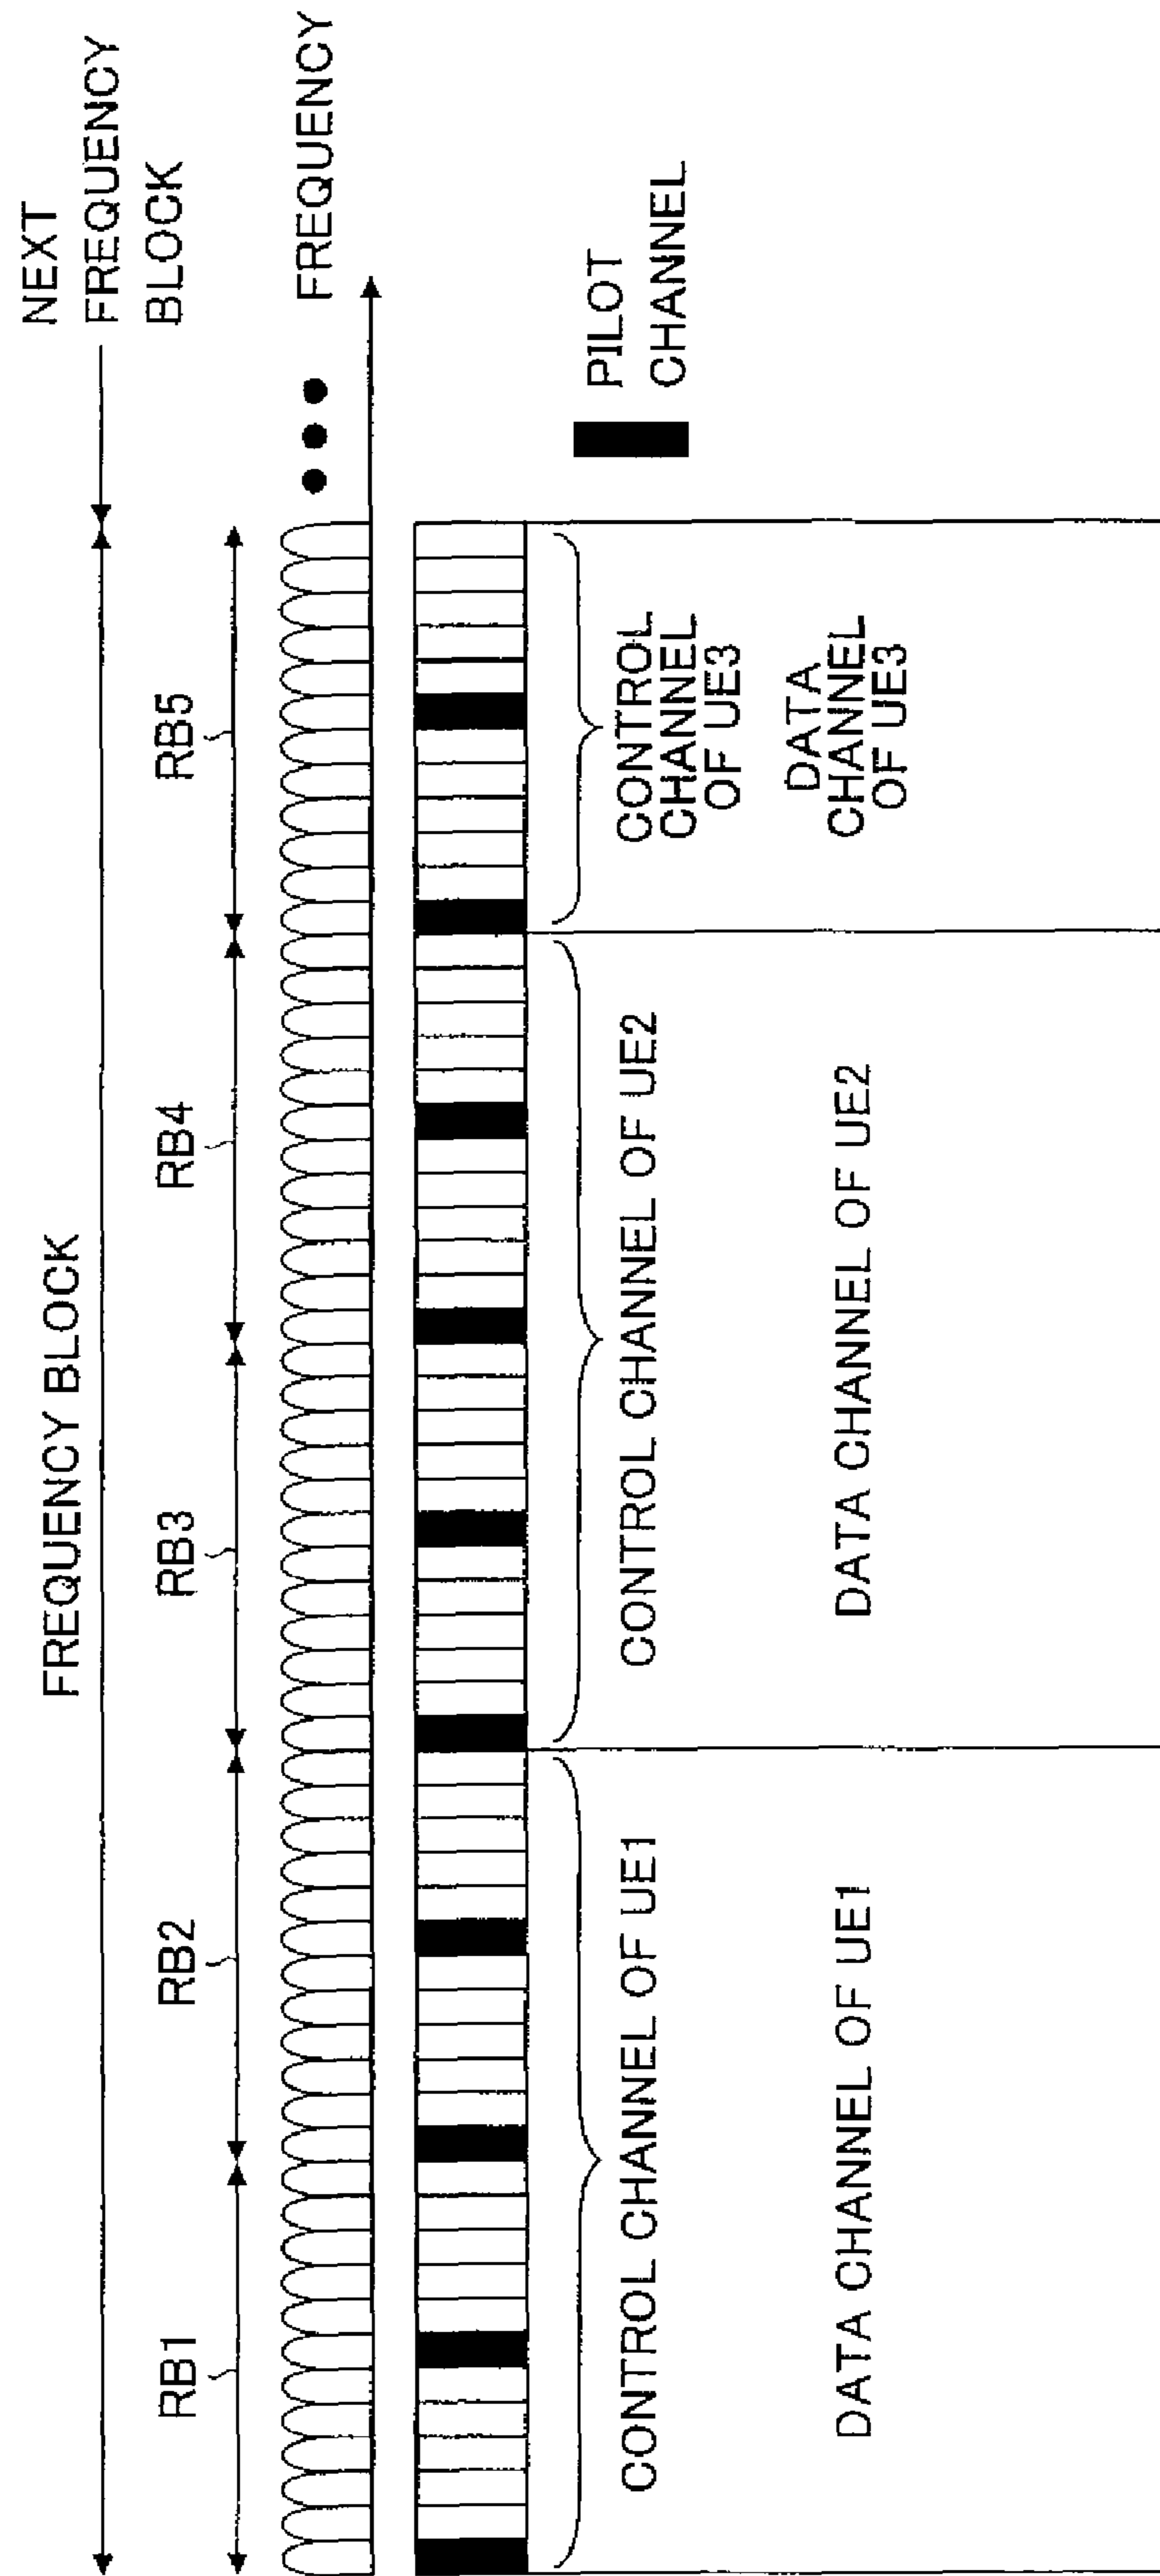 FREQUENCY BLOCK
NEXT
FREQUENCY
BLOCK
RB1
RB2
RB3
RB4
RB5
FREQUENCY
PILOT
CHANNEL
CONTROL CHANNEL OF UE1
CONTROL CHANNEL OF UE2
CONTROL
CHANNEL
OF UE3
DATA CHANNEL OF UE1
DATA CHANNEL OF UE2
DATA
CHANNEL
OF UE3